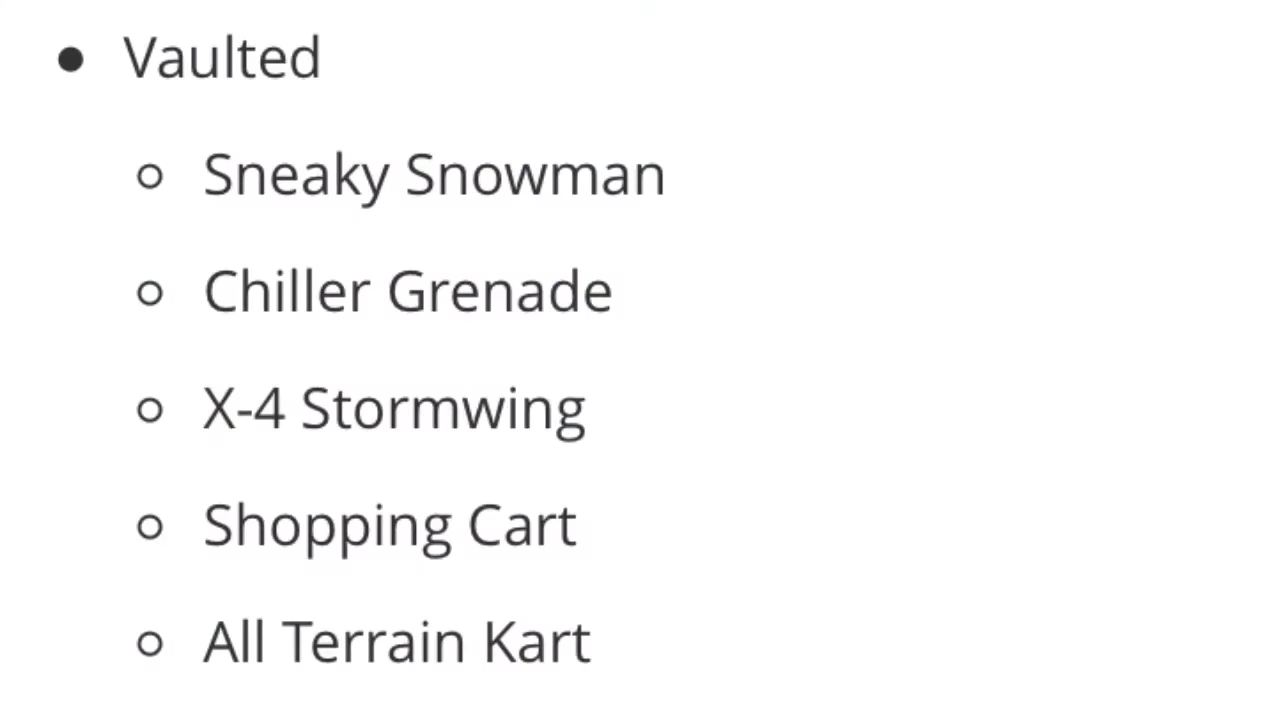 Vaulted
Sneaky Snowman
Chiller Grenade
X-4 Stormwing
Shopping Cart
All Terrain Kart